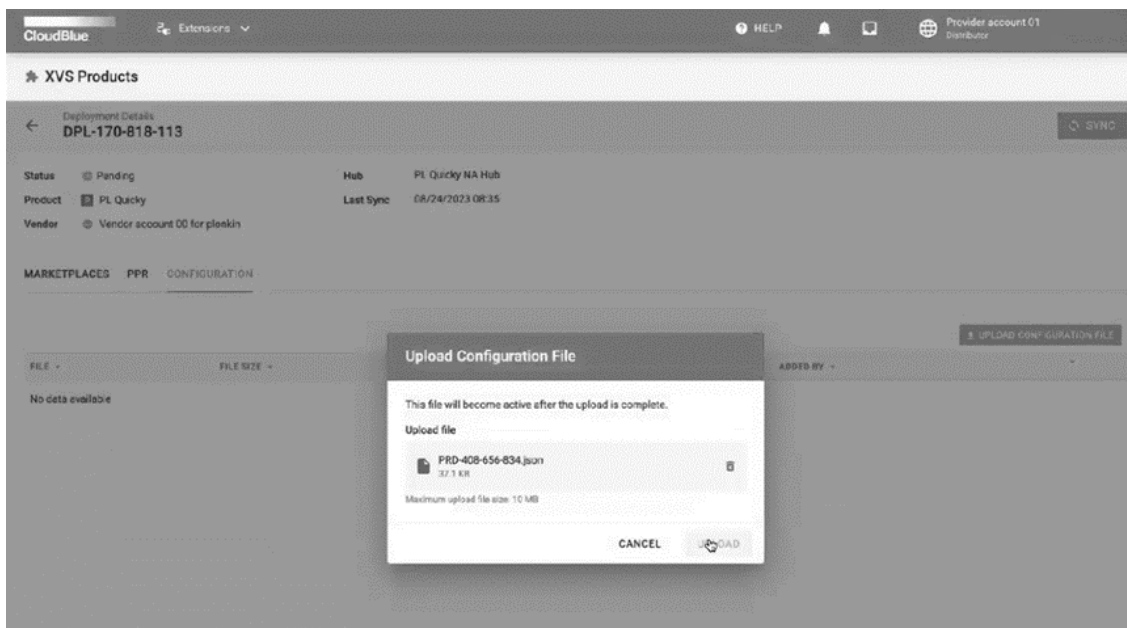 CloudBlue
Extensions
HELP
Provider account 01
Distributor
XVS Products
Deployment Details
DPL-170-818-113
SYNC
Status Pending
Hub PL Quicky NA Hub
Product PL Quicky
Last Sync 08/24/2023 08:35
Vendor Vendor account 00 for plonkin
MARKETPLACES PPR CONFIGURATION
UPLOAD CONFIGURATION FILE
FILE FILE SIZE ADDED BY
No data available
Upload Configuration File
This file will become active after the upload is complete.
Upload file
PRD-408-656-834.json
37.1 KB
Maximum upload file size: 10 MB
CANCEL UPLOAD